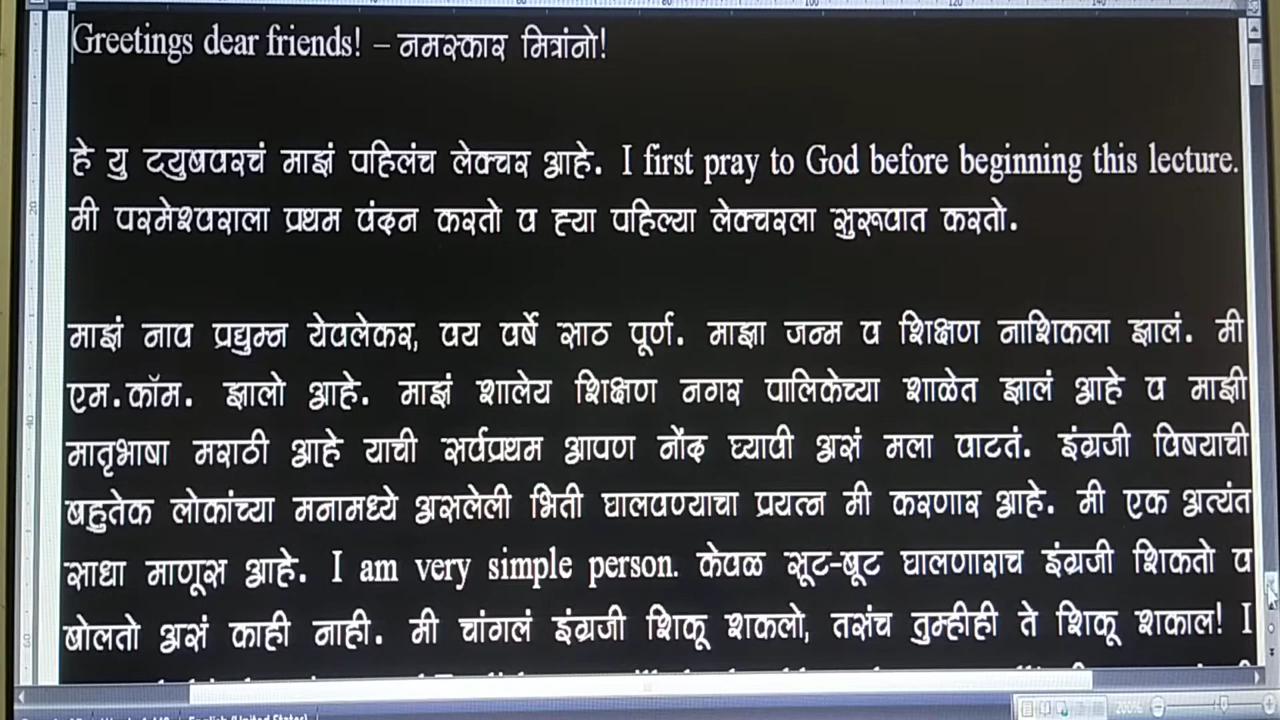 Greetings dear friends! – नमस्कार मित्रांनो!
हे यु ट्युबवरचं माझं पहिलंच लेक्चर आहे. I first pray to God before beginning this lecture.
मी परमेश्वराला प्रथम वंदन करतो व ह्या पहिल्या लेक्चरला सुरूवात करतो.
माझं नाव प्रद्युम्न येवलेकर, वय वर्षे साठ पूर्ण. माझा जन्म व शिक्षण नाशिकला झालं. मी
एम.कॉम. झालो आहे. माझं शालेय शिक्षण नगर पालिकेच्या शाळेत झालं आहे व माझी
मातृभाषा मराठी आहे याची सर्वप्रथम आपण नोंद घ्यावी असं मला वाटतं. इंग्रजी विषयाची
बहुतेक लोकांच्या मनामध्ये असलेली भिती घालवण्याचा प्रयत्न मी करणार आहे. मी एक अत्यंत
साधा माणूस आहे. I am very simple person. केवळ सूट-बूट घालणाराच इंग्रजी शिकतो व
बोलतो असं काही नाही. मी चांगलं इंग्रजी शिकू शकलो, तसंच तुम्हीही ते शिकू शकाल! I